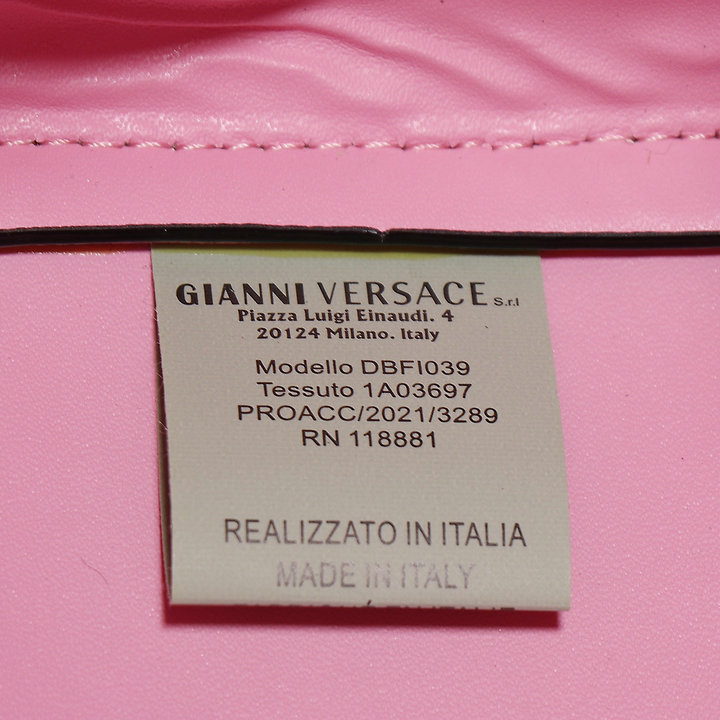 GIANNI VERSACE S.r.l
Piazza Luigi Einaudi. 4
20124 Milano. Italy
Modello DBFI039
Tessuto 1A03697
PROACC/2021/3289
RN 118881
REALIZZATO IN ITALIA
MADE IN ITALY